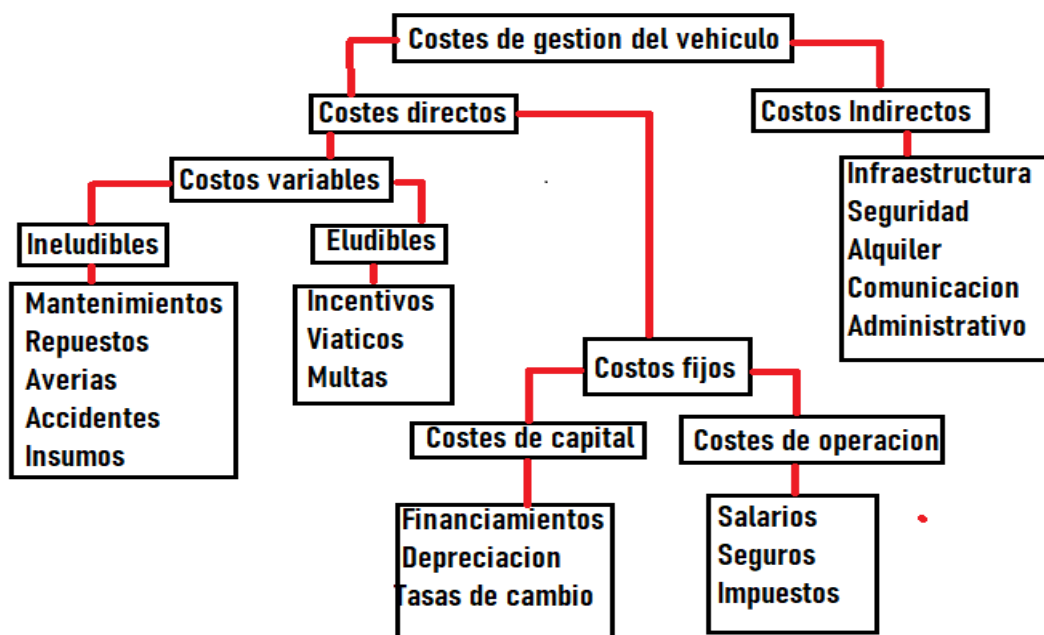 Costes de gestion del vehiculo
Costes directos
Costos Indirectos
Costos variables
Infraestructura
Seguridad
Alquiler
Comunicacion
Administrativo
Ineludibles
Eludibles
Mantenimientos
Repuestos
Averias
Accidentes
Insumos
Incentivos
Viaticos
Multas
Costos fijos
Costes de capital
Costes de operacion
Financiamientos
Depreciacion
Tasas de cambio
Salarios
Seguros
Impuestos